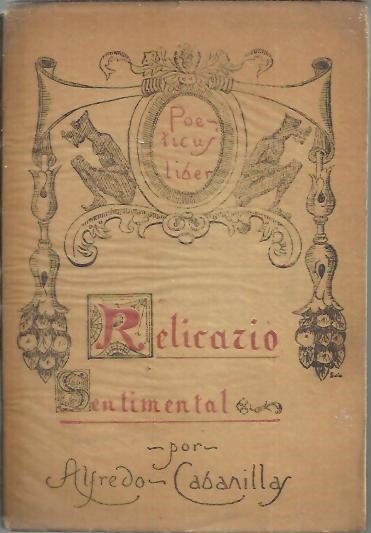 Poe-
ticus
liber
Relicario
Sentimental
-por-
Alfredo-Cabanillas